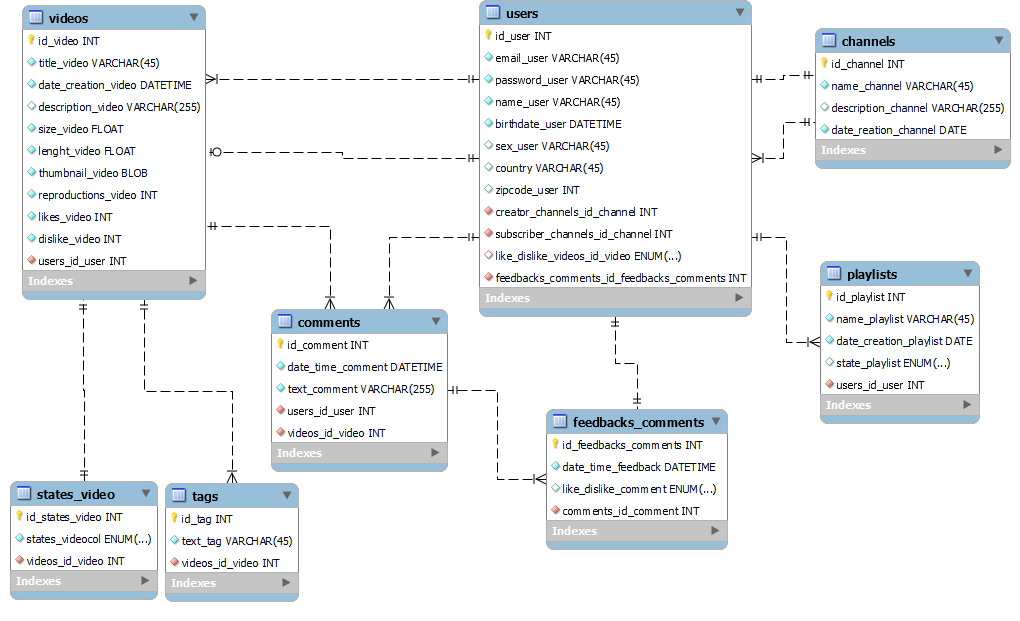 videos
id_video INT
title_video VARCHAR(45)
date_creation_video DATETIME
description_video VARCHAR(255)
size_video FLOAT
lenght_video FLOAT
thumbnail_video BLOB
reproductions_video INT
likes_video INT
dislike_video INT
users_id_user INT
Indexes
users
id_user INT
email_user VARCHAR(45)
password_user VARCHAR(45)
name_user VARCHAR(45)
birthdate_user DATETIME
sex_user VARCHAR(45)
country VARCHAR(45)
zipcode_user INT
creator_channels_id_channel INT
subscriber_channels_id_channel INT
like_dislike_videos_id_video ENUM(...)
feedbacks_comments_id_feedbacks_comments INT
Indexes
channels
id_channel INT
name_channel VARCHAR(45)
description_channel VARCHAR(255)
date_reation_channel DATE
Indexes
playlists
id_playlist INT
name_playlist VARCHAR(45)
date_creation_playlist DATE
state_playlist ENUM(...)
users_id_user INT
Indexes
comments
id_comment INT
date_time_comment DATETIME
text_comment VARCHAR(255)
users_id_user INT
videos_id_video INT
Indexes
feedbacks_comments
id_feedbacks_comments INT
date_time_feedback DATETIME
like_dislike_comment ENUM(...)
comments_id_comment INT
Indexes
states_video
id_states_video INT
states_videocol ENUM(...)
videos_id_video INT
Indexes
tags
id_tag INT
text_tag VARCHAR(45)
videos_id_video INT
Indexes